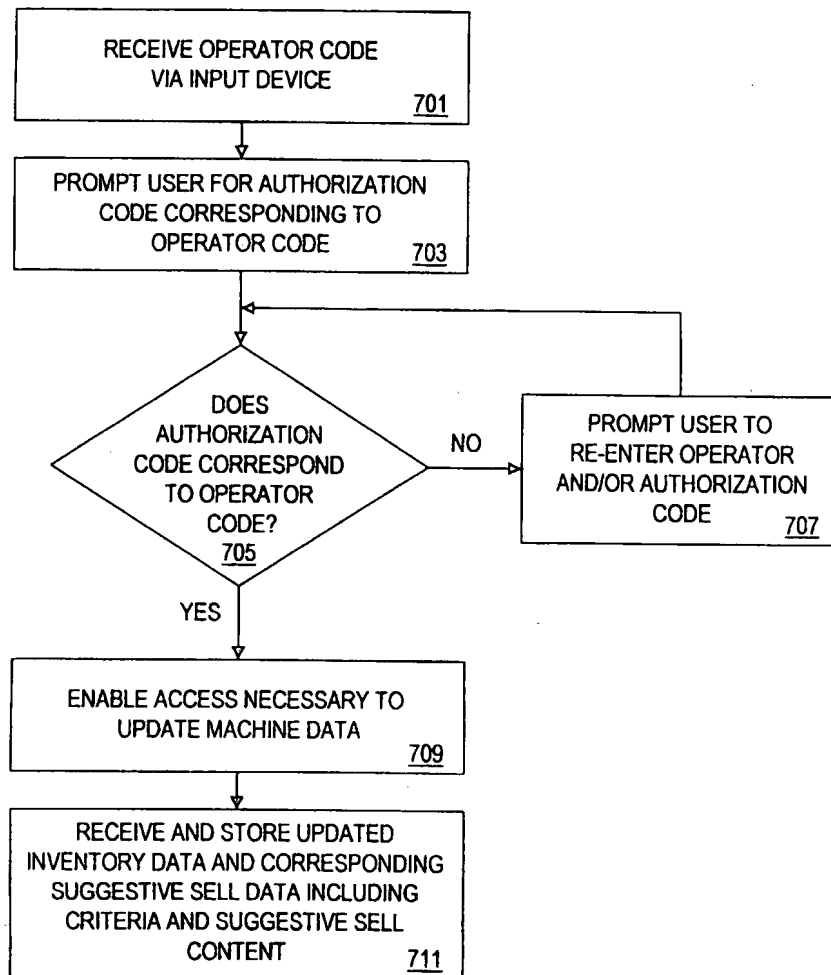 RECEIVE OPERATOR CODE
VIA INPUT DEVICE
701
PROMPT USER FOR AUTHORIZATION
CODE CORRESPONDING TO
OPERATOR CODE
703
DOES
AUTHORIZATION
CODE CORRESPOND
TO OPERATOR
CODE?
705
NO
PROMPT USER TO
RE-ENTER OPERATOR
AND/OR AUTHORIZATION
CODE
707
YES
ENABLE ACCESS NECESSARY TO
UPDATE MACHINE DATA
709
RECEIVE AND STORE UPDATED
INVENTORY DATA AND CORRESPONDING
SUGGESTIVE SELL DATA INCLUDING
CRITERIA AND SUGGESTIVE SELL
CONTENT
711